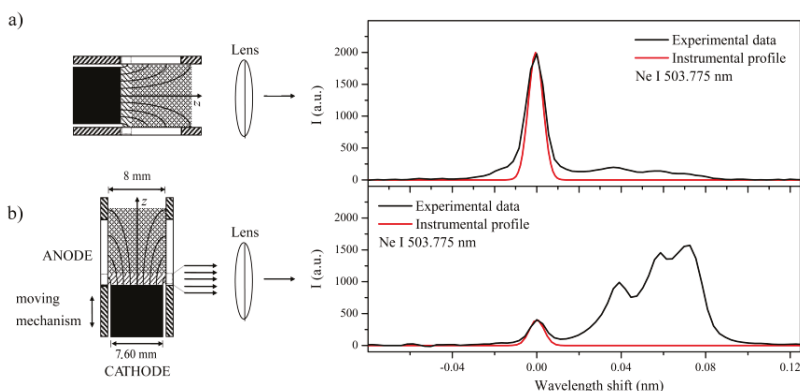 a)
Lens
z
I (a.u.)
2000
1500
1000
500
0
Experimental data
Instrumental profile
Ne I 503.775 nm
b)
8 mm
z
ANODE
moving
mechanism
7,60 mm
CATHODE
Lens
I (a.u.)
2000
1500
1000
500
0
Experimental data
Instrumental profile
Ne I 503.775 nm
-0.04 0.00 0.04 0.08 0.12
Wavelength shift (nm)